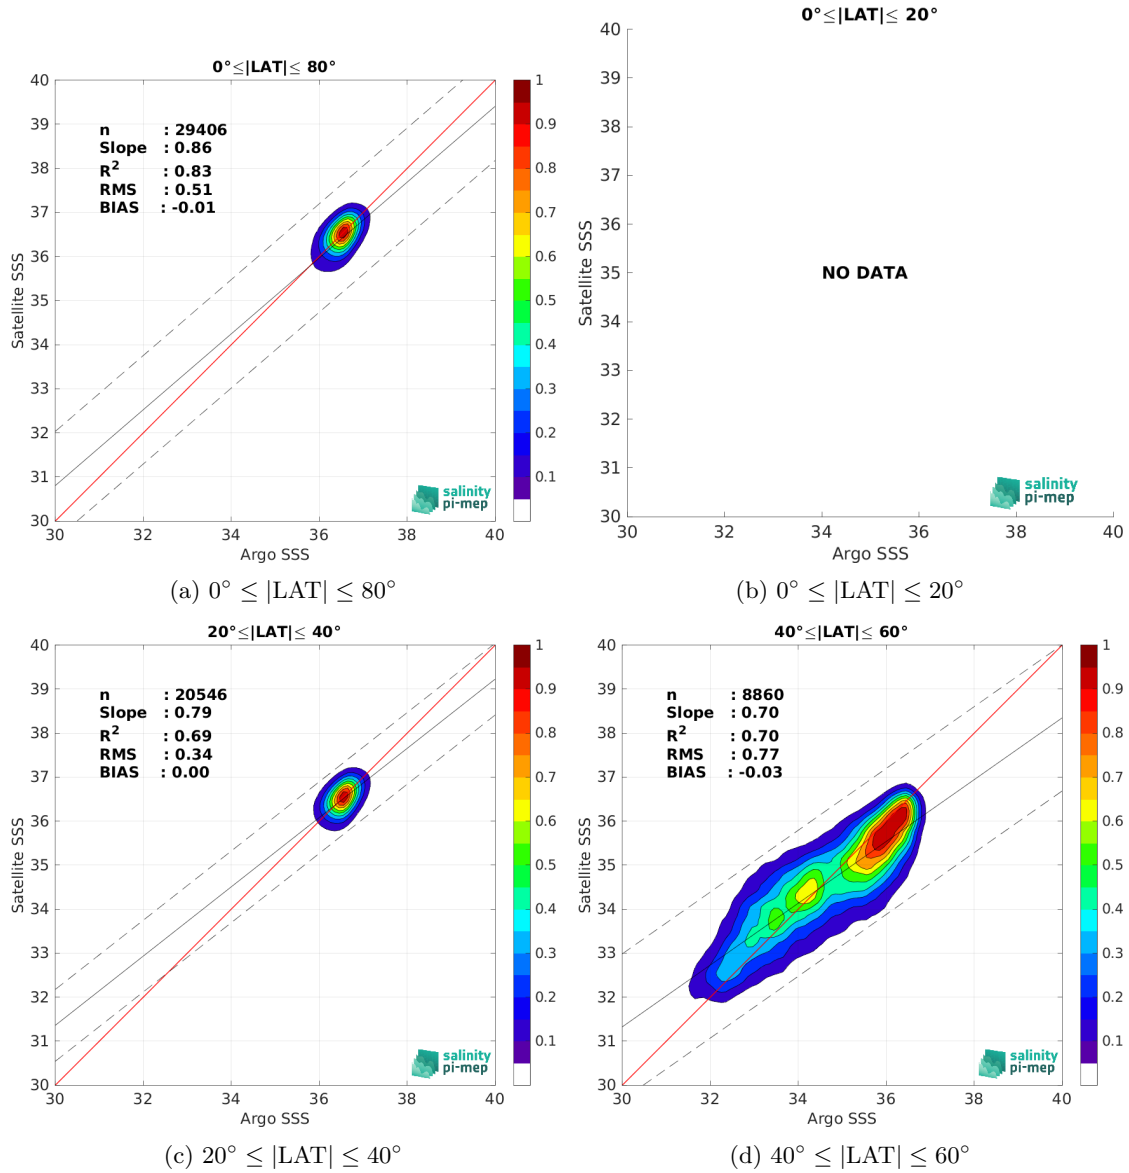 0°≤|LAT|≤ 80°
40
39
38
37
36
35
34
33
32
31
30
Satellite SSS
n : 29406
Slope : 0.86
R² : 0.83
RMS : 0.51
BIAS : -0.01
salinity
pi-mep
30 32 34 36 38 40
Argo SSS
1
0.9
0.8
0.7
0.6
0.5
0.4
0.3
0.2
0.1
(a) 0° ≤ |LAT| ≤ 80°
0°≤|LAT|≤ 20°
40
39
38
37
36
35
34
33
32
31
30
Satellite SSS
NO DATA
salinity
pi-mep
30 32 34 36 38 40
Argo SSS
(b) 0° ≤ |LAT| ≤ 20°
20°≤|LAT|≤ 40°
40
39
38
37
36
35
34
33
32
31
30
Satellite SSS
n : 20546
Slope : 0.79
R² : 0.69
RMS : 0.34
BIAS : 0.00
salinity
pi-mep
30 32 34 36 38 40
Argo SSS
1
0.9
0.8
0.7
0.6
0.5
0.4
0.3
0.2
0.1
(c) 20° ≤ |LAT| ≤ 40°
40°≤|LAT|≤ 60°
40
39
38
37
36
35
34
33
32
31
30
Satellite SSS
n : 8860
Slope : 0.70
R² : 0.70
RMS : 0.77
BIAS : -0.03
salinity
pi-mep
30 32 34 36 38 40
Argo SSS
1
0.9
0.8
0.7
0.6
0.5
0.4
0.3
0.2
0.1
(d) 40° ≤ |LAT| ≤ 60°